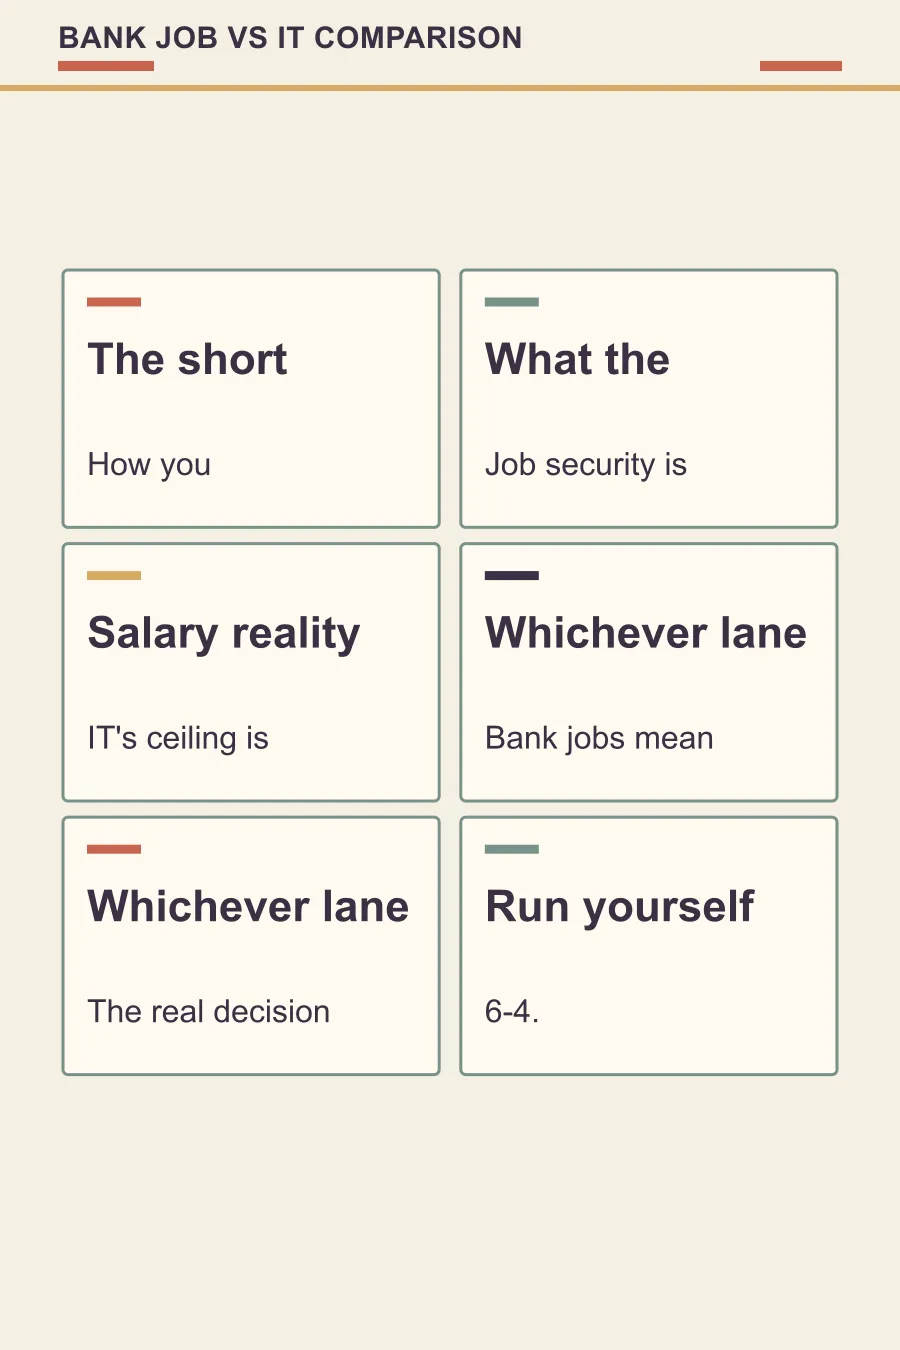 BANK JOB VS IT COMPARISON
The short
How you
What the
Job security is
Salary reality
IT's ceiling is
Whichever lane
Bank jobs mean
Whichever lane
The real decision
Run yourself
6-4.